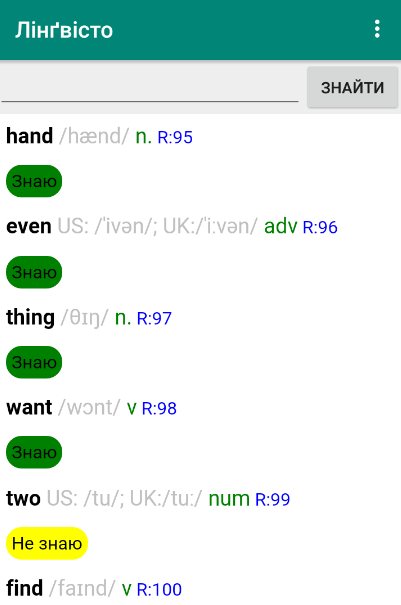 Лінґвісто
ЗНАЙТИ
hand /hænd/ n. R:95
Знаю
even US: /ˈivən/; UK:/ˈiːvən/ adv R:96
Знаю
thing /θɪŋ/ n. R:97
Знаю
want /wɔnt/ v R:98
Знаю
two US: /tu/; UK:/tuː/ num R:99
Не знаю
find /faɪnd/ v R:100